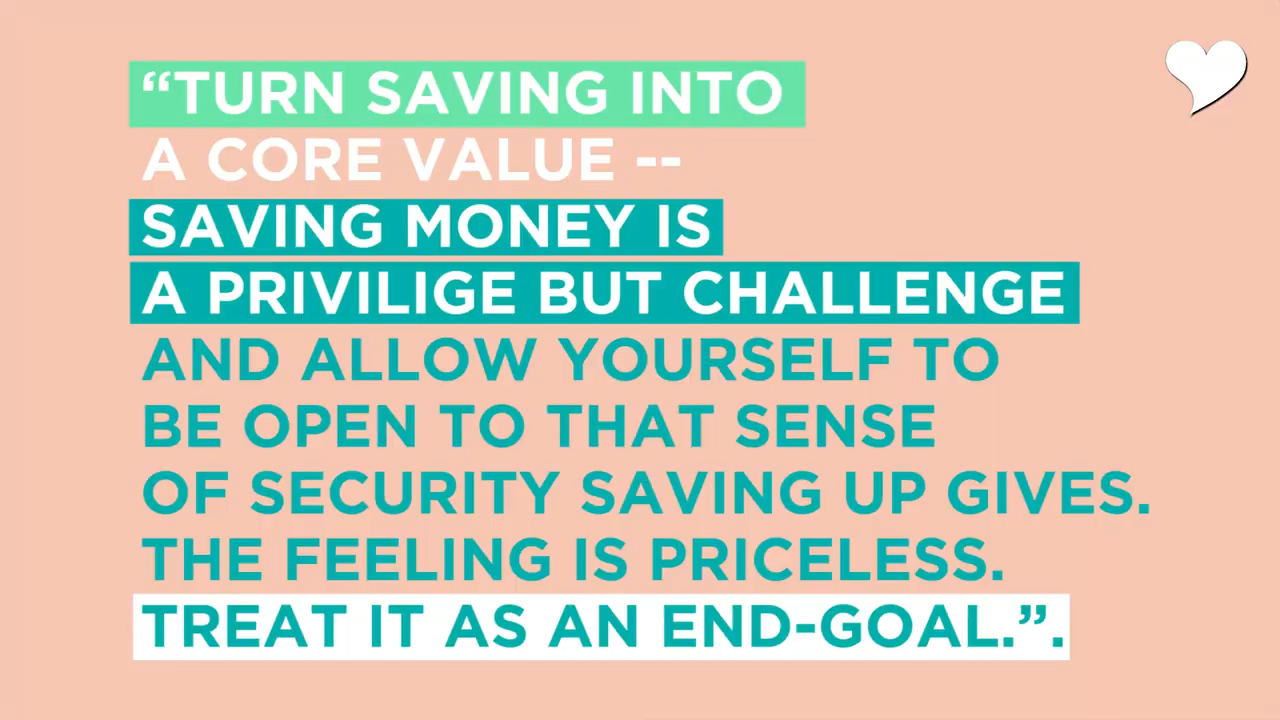 “TURN SAVING INTO
A CORE VALUE --
SAVING MONEY IS
A PRIVILIGE BUT CHALLENGE
AND ALLOW YOURSELF TO
BE OPEN TO THAT SENSE
OF SECURITY SAVING UP GIVES.
THE FEELING IS PRICELESS.
TREAT IT AS AN END-GOAL.”.